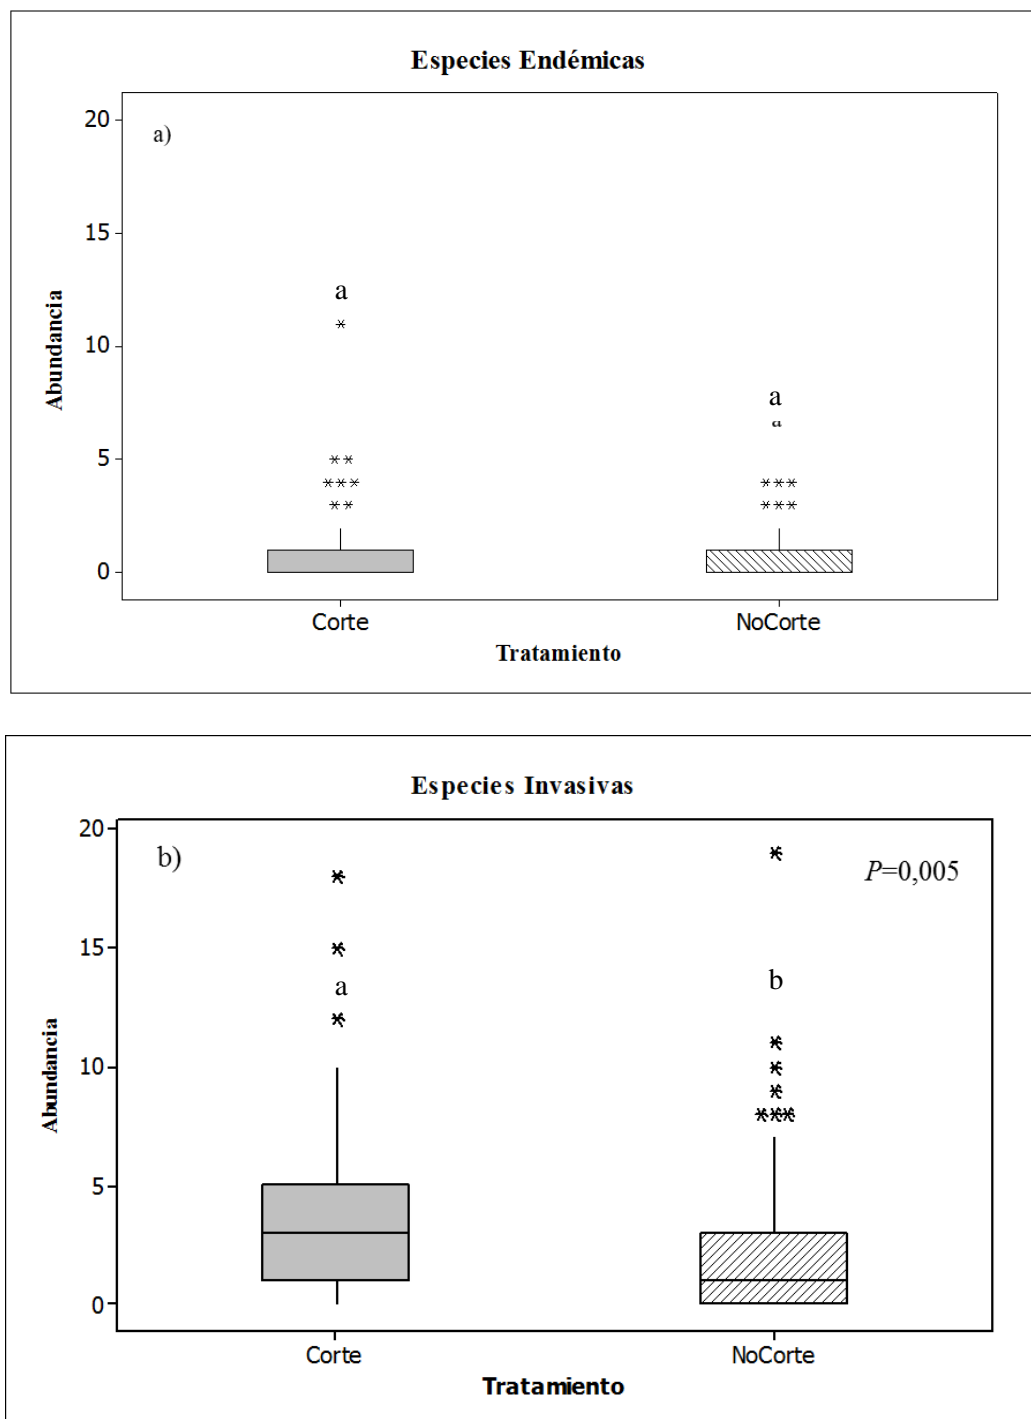 Especies Endémicas
20
a)
15
a
Abundancia
10
a
a
5
0
Corte
NoCorte
Tratamiento
Especies Invasivas
20
b)
P=0,005
15
a
b
Abundancia
10
5
0
Corte
NoCorte
Tratamiento